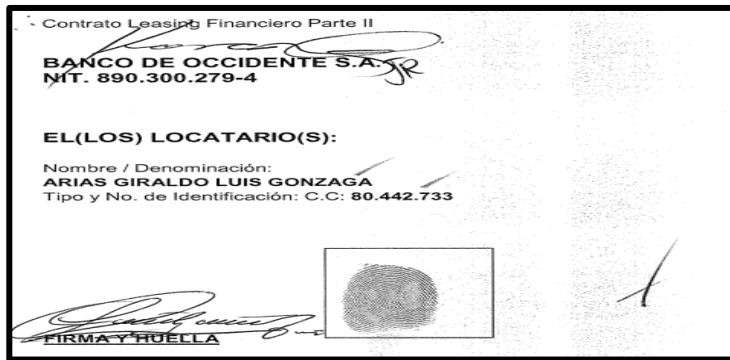 Contrato Leasing Financiero Parte II
BANCO DE OCCIDENTE S.A.
NIT. 890.300.279-4
EL(LOS) LOCATARIO(S):
Nombre / Denominación:
ARIAS GIRALDO LUIS GONZAGA
Tipo y No. de Identificación: C.C: 80.442.733
FIRMA Y HUELLA